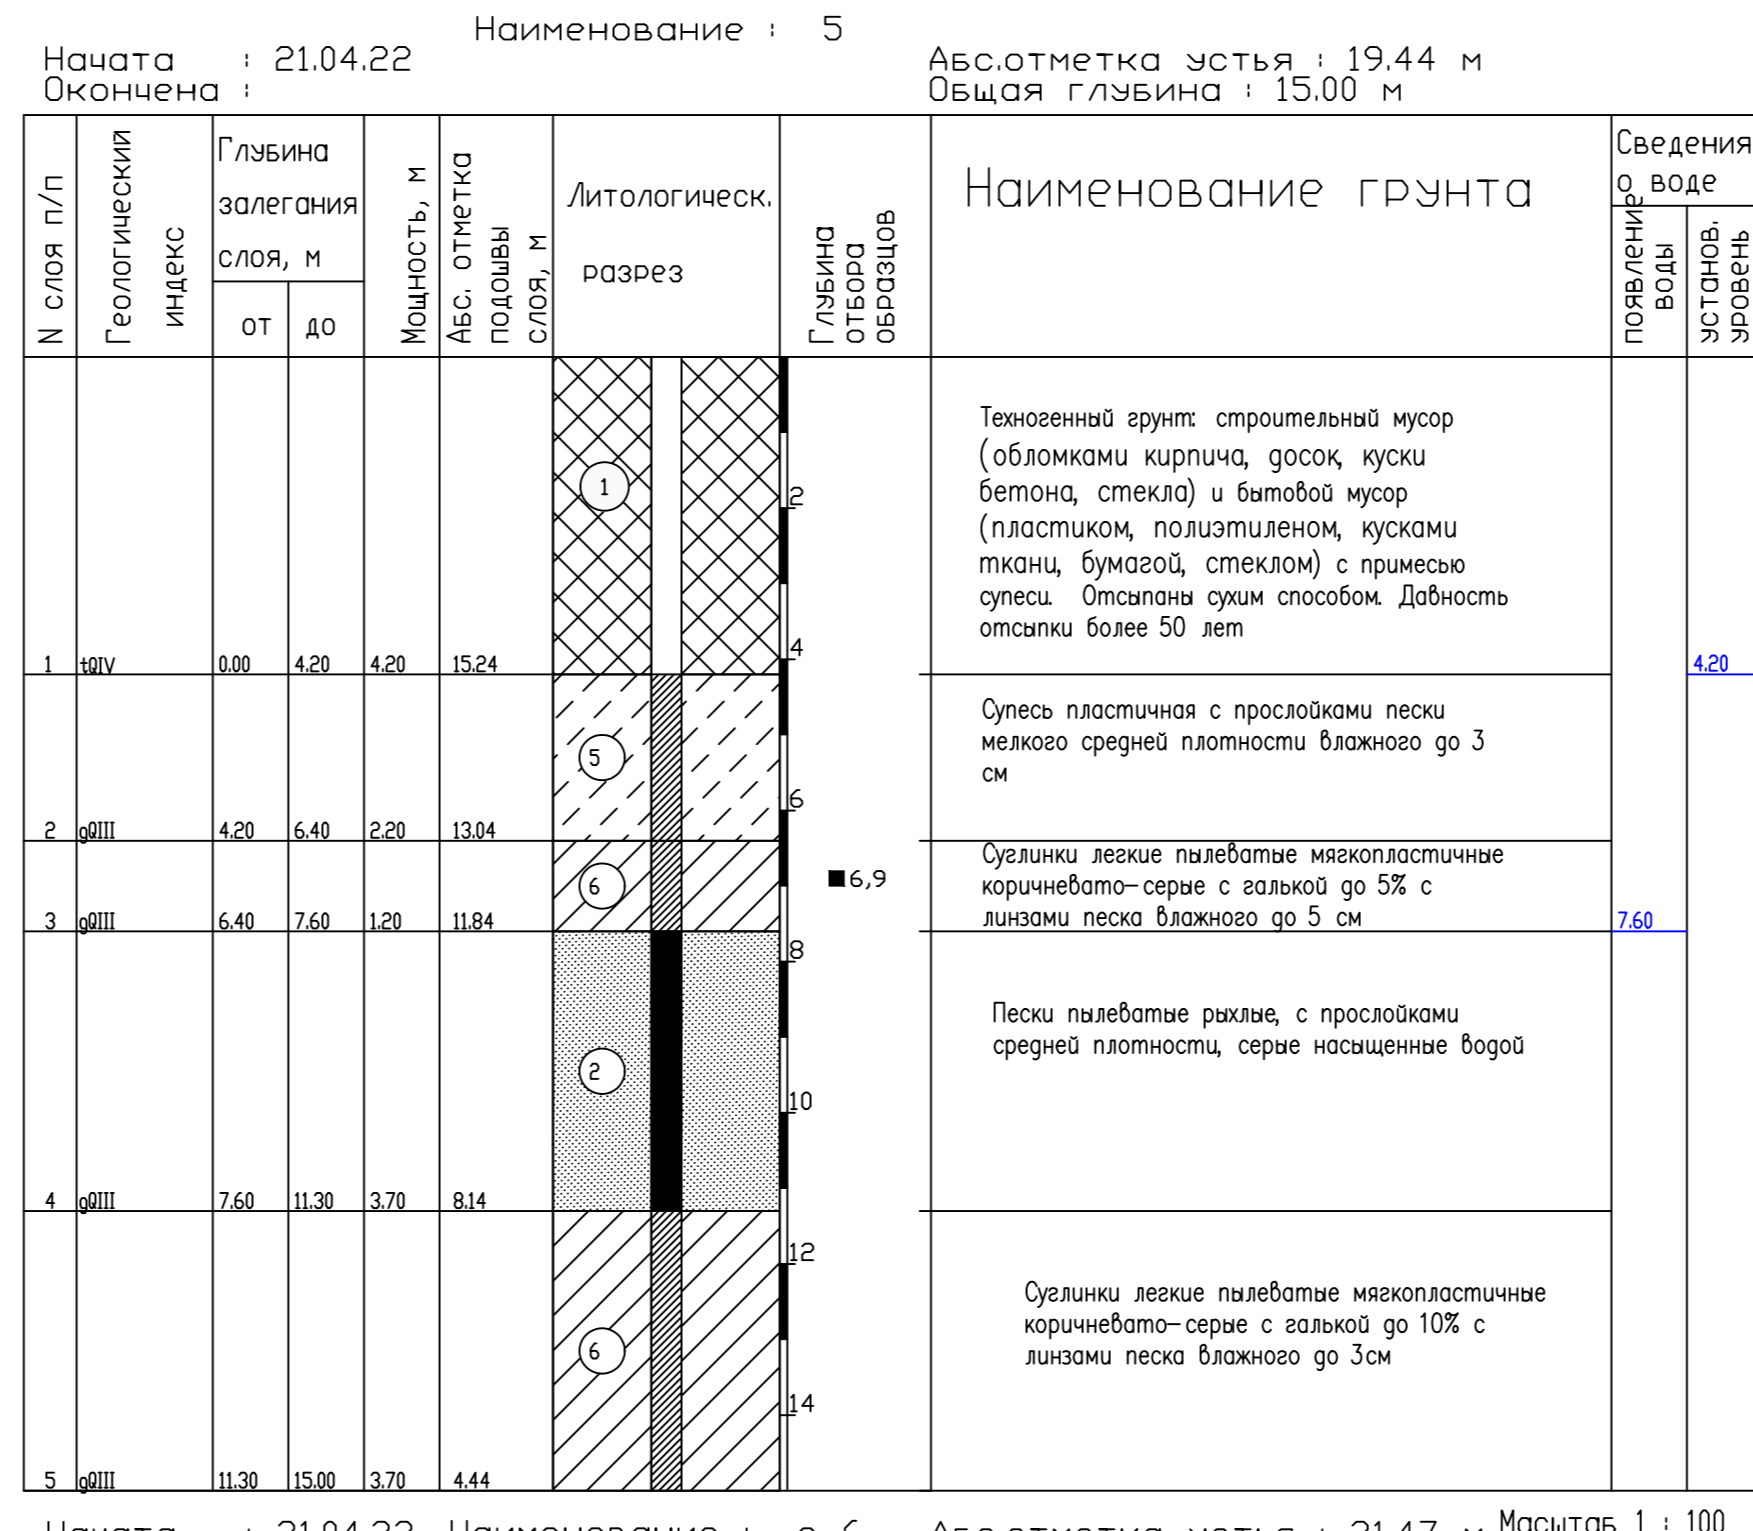 Наименование : 5
Начата : 21.04.22
Абс.отметка устья : 19.44 м
Окончена :
Общая глубина : 15.00 м
N слоя п/п
Геологический
индекс
Глубина
залегания
слоя, м
от
до
Мощность, м
Абс. отметка
подошвы
слоя, м
Литологическ.
разрез
Глубина
отбора
образцов
Наименование грунта
Сведения
о воде
появление
воды
установ.
уровень
1
2
Техногенный грунт: строительный мусор
(обломками кирпича, досок, куски
бетона, стекла) и бытовой мусор
(пластиком, полиэтиленом, кусками
ткани, бумагой, стеклом) с примесью
супеси. Отсыпаны сухим способом. Давность
отсыпки более 50 лет
4
1 tQIV 0.00 4.20 4.20 15.24
4.20
5
6
Супесь пластичная с прослойками пески
мелкого средней плотности влажного до 3
см
2 gQIII 4.20 6.40 2.20 13.04
6
6,9
Суглинки легкие пылеватые мягкопластичные
коричневато-серые с галькой до 5% с
линзами песка влажного до 5 см
3 gQIII 6.40 7.60 1.20 11.84
7.60
8
2
10
Пески пылеватые рыхлые, с прослойками
средней плотности, серые насыщенные водой
4 gQIII 7.60 11.30 3.70 8.14
12
6
14
Суглинки легкие пылеватые мягкопластичные
коричневато-серые с галькой до 10% с
линзами песка влажного до 3см
5 gQIII 11.30 15.00 3.70 4.44
Масштаб 1 : 100
Начата : 21.04.22 Наименование : Абс.отметка устья : 21.47 м